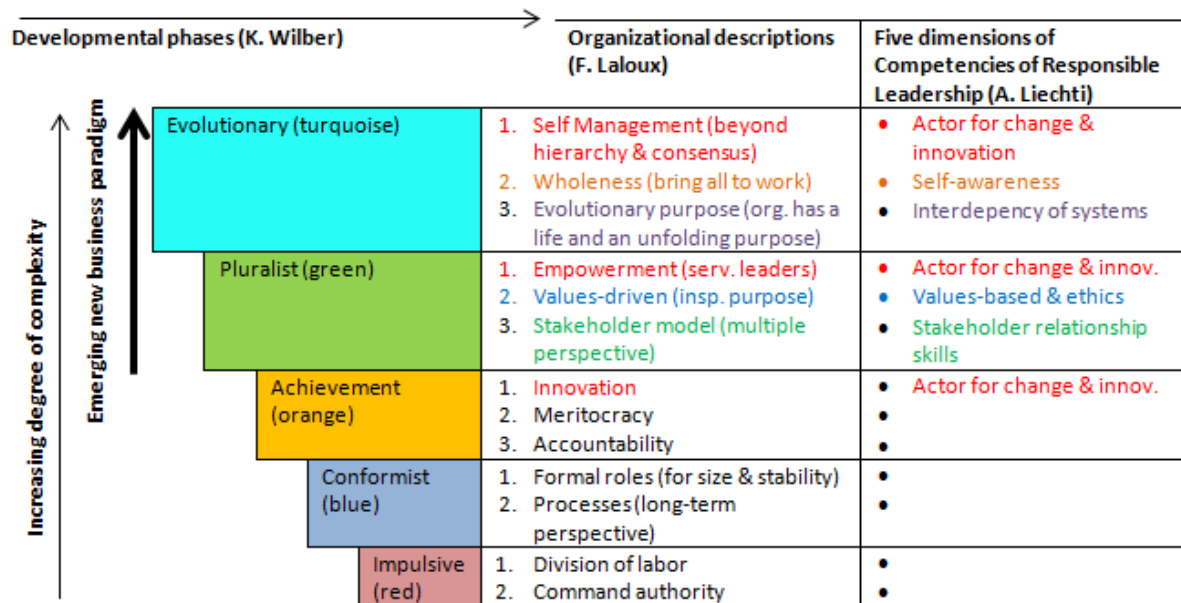 Developmental phases (K. Wilber)
Organizational descriptions
(F. Laloux)
Five dimensions of
Competencies of Responsible
Leadership (A. Liechti)
Increasing degree of complexity
Emerging new business paradigm
Evolutionary (turquoise)
1. Self Management (beyond
hierarchy & consensus)
2. Wholeness (bring all to work)
3. Evolutionary purpose (org. has a
life and an unfolding purpose)
• Actor for change &
innovation
• Self-awareness
• Interdepency of systems
Pluralist (green)
1. Empowerment (serv. leaders)
2. Values-driven (insp. purpose)
3. Stakeholder model (multiple
perspective)
• Actor for change & innov.
• Values-based & ethics
• Stakeholder relationship
skills
Achievement
(orange)
1. Innovation
2. Meritocracy
3. Accountability
• Actor for change & innov.
•
•
Conformist
(blue)
1. Formal roles (for size & stability)
2. Processes (long-term
perspective)
•
•
Impulsive
(red)
1. Division of labor
2. Command authority
•
•